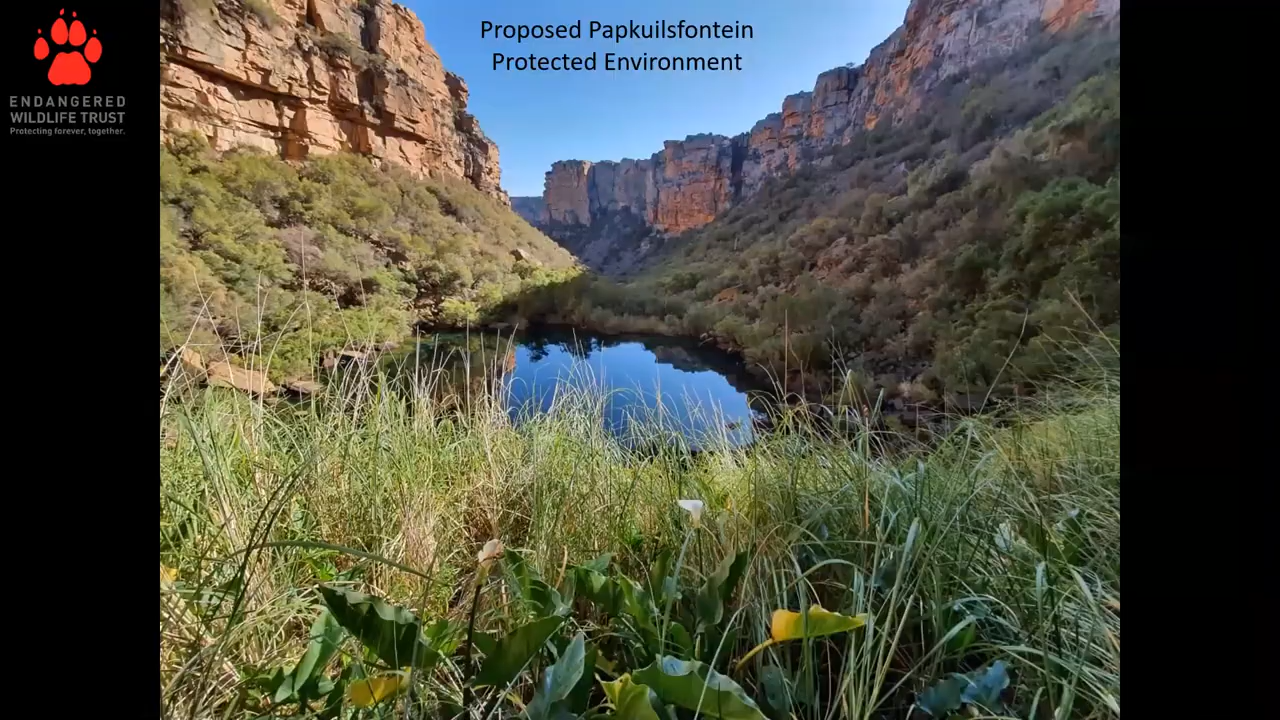 ENDANGERED
WILDLIFE TRUST
Protecting forever, together.
Proposed Papkuilsfontein
Protected Environment